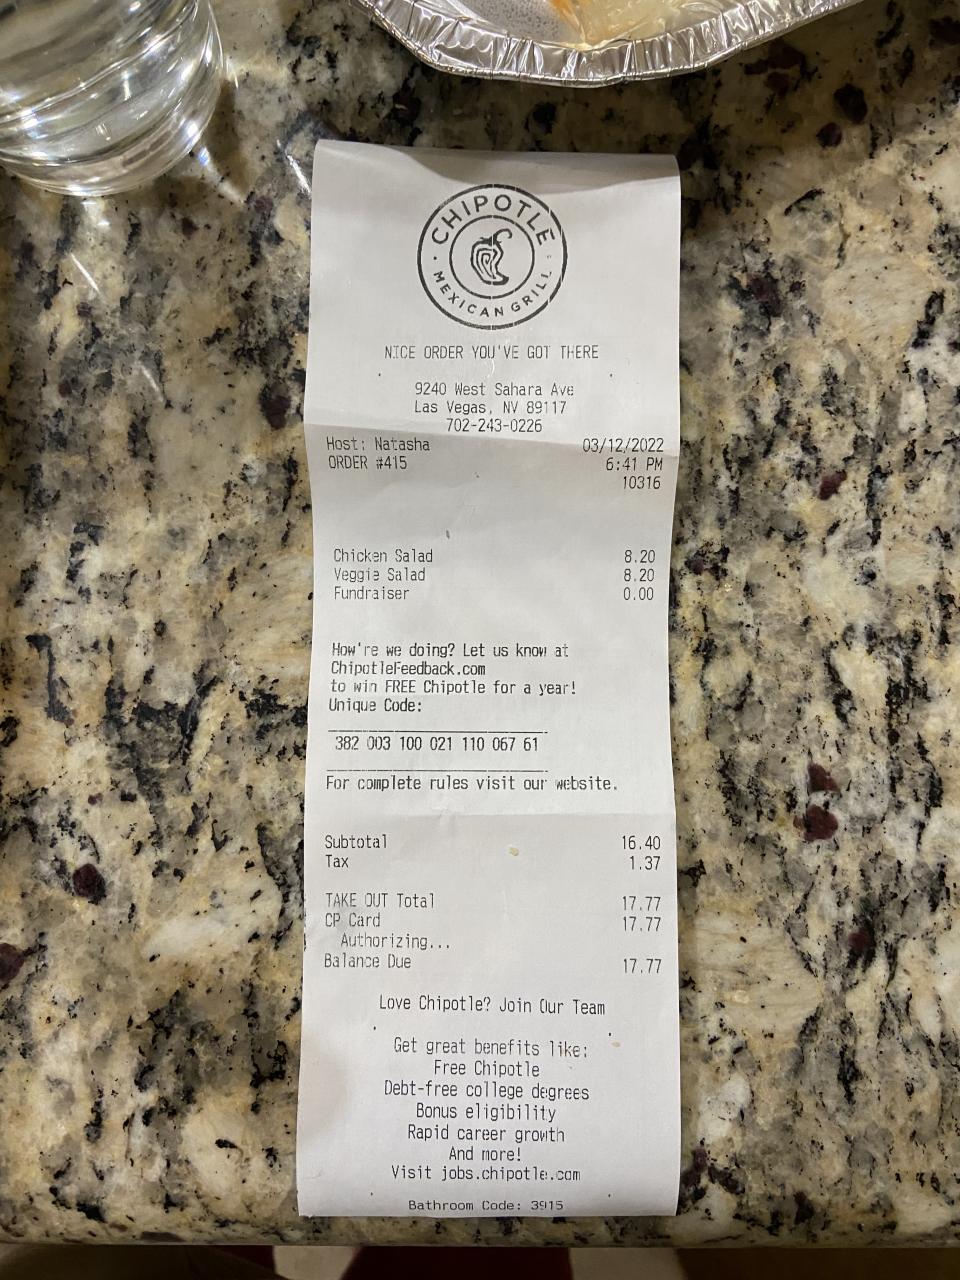 CHIPOTLE
MEXICAN GRILL
NICE ORDER YOU'VE GOT THERE
9240 West Sahara Ave
Las Vegas, NV 89117
702-243-0226
Host: Natasha 03/12/2022
ORDER #415 6:41 PM
10316
Chicken Salad 8.20
Veggie Salad 8.20
Fundraiser 0.00
How're we doing? Let us know at
ChipotleFeedback.com
to win FREE Chipotle for a year!
Unique Code:
382 003 100 021 110 067 61
For complete rules visit our website.
Subtotal 16.40
Tax 1.37
TAKE OUT Total 17.77
CP Card 17.77
Authorizing...
Balance Due 17.77
Love Chipotle? Join Our Team
Get great benefits like:
Free Chipotle
Debt-free college degrees
Bonus eligibility
Rapid career growth
And more!
Visit jobs.chipotle.com
Bathroom Code: 3915